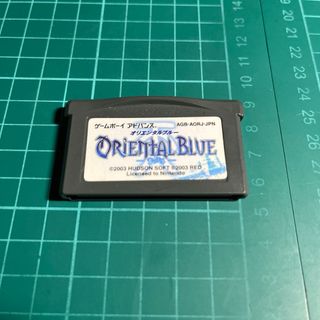 ゲームボーイ アドバンス AGB-AORJ-JPN
オリエンタルブルー
ORIENTAL BLUE
©2003 HUDSON SOFT ©2003 RED
Licensed to Nintendo